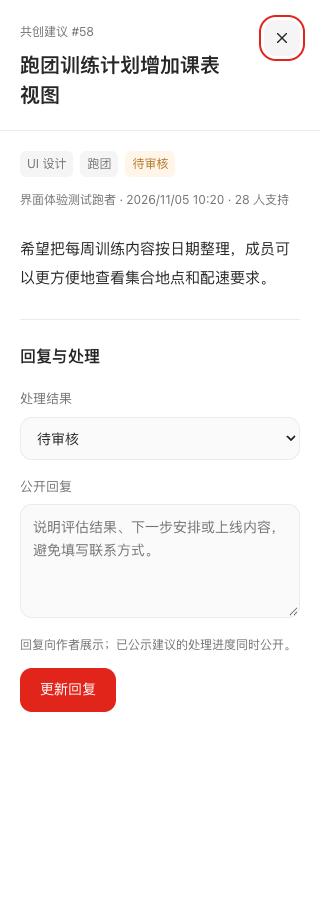 共创建议 #58
跑团训练计划增加课表
视图
UI 设计
跑团
待审核
界面体验测试跑者 · 2026/11/05 10:20 · 28 人支持
希望把每周训练内容按日期整理，成员可
以更方便地查看集合地点和配速要求。
回复与处理
处理结果
待审核
公开回复
说明评估结果、下一步安排或上线内容，
避免填写联系方式。
回复向作者展示；已公示建议的处理进度同时公开。
更新回复